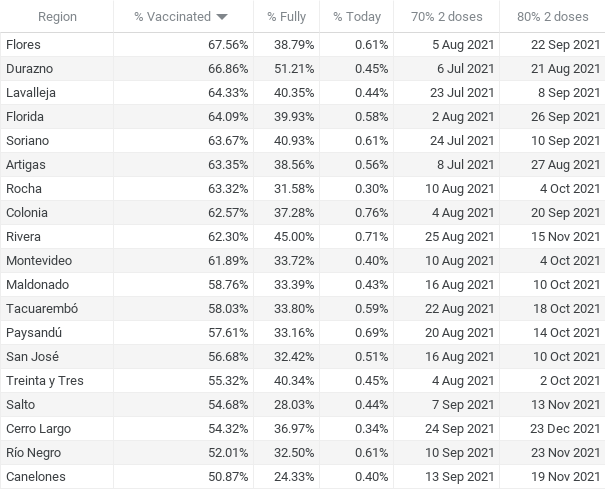 Region % Vaccinated % Fully % Today 70% 2 doses 80% 2 doses
Flores 67.56% 38.79% 0.61% 5 Aug 2021 22 Sep 2021
Durazno 66.86% 51.21% 0.45% 6 Jul 2021 21 Aug 2021
Lavalleja 64.33% 40.35% 0.44% 23 Jul 2021 8 Sep 2021
Florida 64.09% 39.93% 0.58% 2 Aug 2021 26 Sep 2021
Soriano 63.67% 40.93% 0.61% 24 Jul 2021 10 Sep 2021
Artigas 63.35% 38.56% 0.56% 8 Jul 2021 27 Aug 2021
Rocha 63.32% 31.58% 0.30% 10 Aug 2021 4 Oct 2021
Colonia 62.57% 37.28% 0.76% 4 Aug 2021 20 Sep 2021
Rivera 62.30% 45.00% 0.71% 25 Aug 2021 15 Nov 2021
Montevideo 61.89% 33.72% 0.40% 10 Aug 2021 4 Oct 2021
Maldonado 58.76% 33.39% 0.43% 16 Aug 2021 10 Oct 2021
Tacuarembó 58.03% 33.80% 0.59% 22 Aug 2021 18 Oct 2021
Paysandú 57.61% 33.16% 0.69% 20 Aug 2021 14 Oct 2021
San José 56.68% 32.42% 0.51% 16 Aug 2021 10 Oct 2021
Treinta y Tres 55.32% 40.34% 0.45% 4 Aug 2021 2 Oct 2021
Salto 54.68% 28.03% 0.44% 7 Sep 2021 13 Nov 2021
Cerro Largo 54.32% 36.97% 0.34% 24 Sep 2021 23 Dec 2021
Río Negro 52.01% 32.50% 0.61% 10 Sep 2021 23 Nov 2021
Canelones 50.87% 24.33% 0.40% 13 Sep 2021 19 Nov 2021